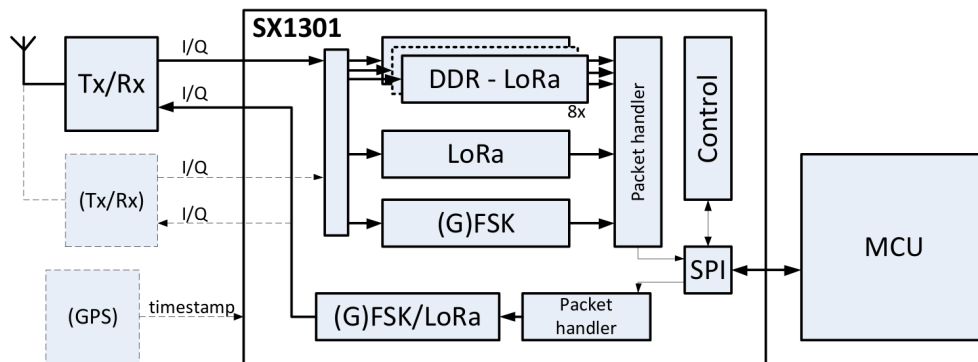 SX1301
I/Q
Tx/Rx
I/Q
DDR - LoRa
8x
LoRa
(G)FSK
Packet handler
Control
(Tx/Rx)
I/Q
I/Q
SPI
MCU
(GPS)
timestamp
(G)FSK/LoRa
Packet
handler